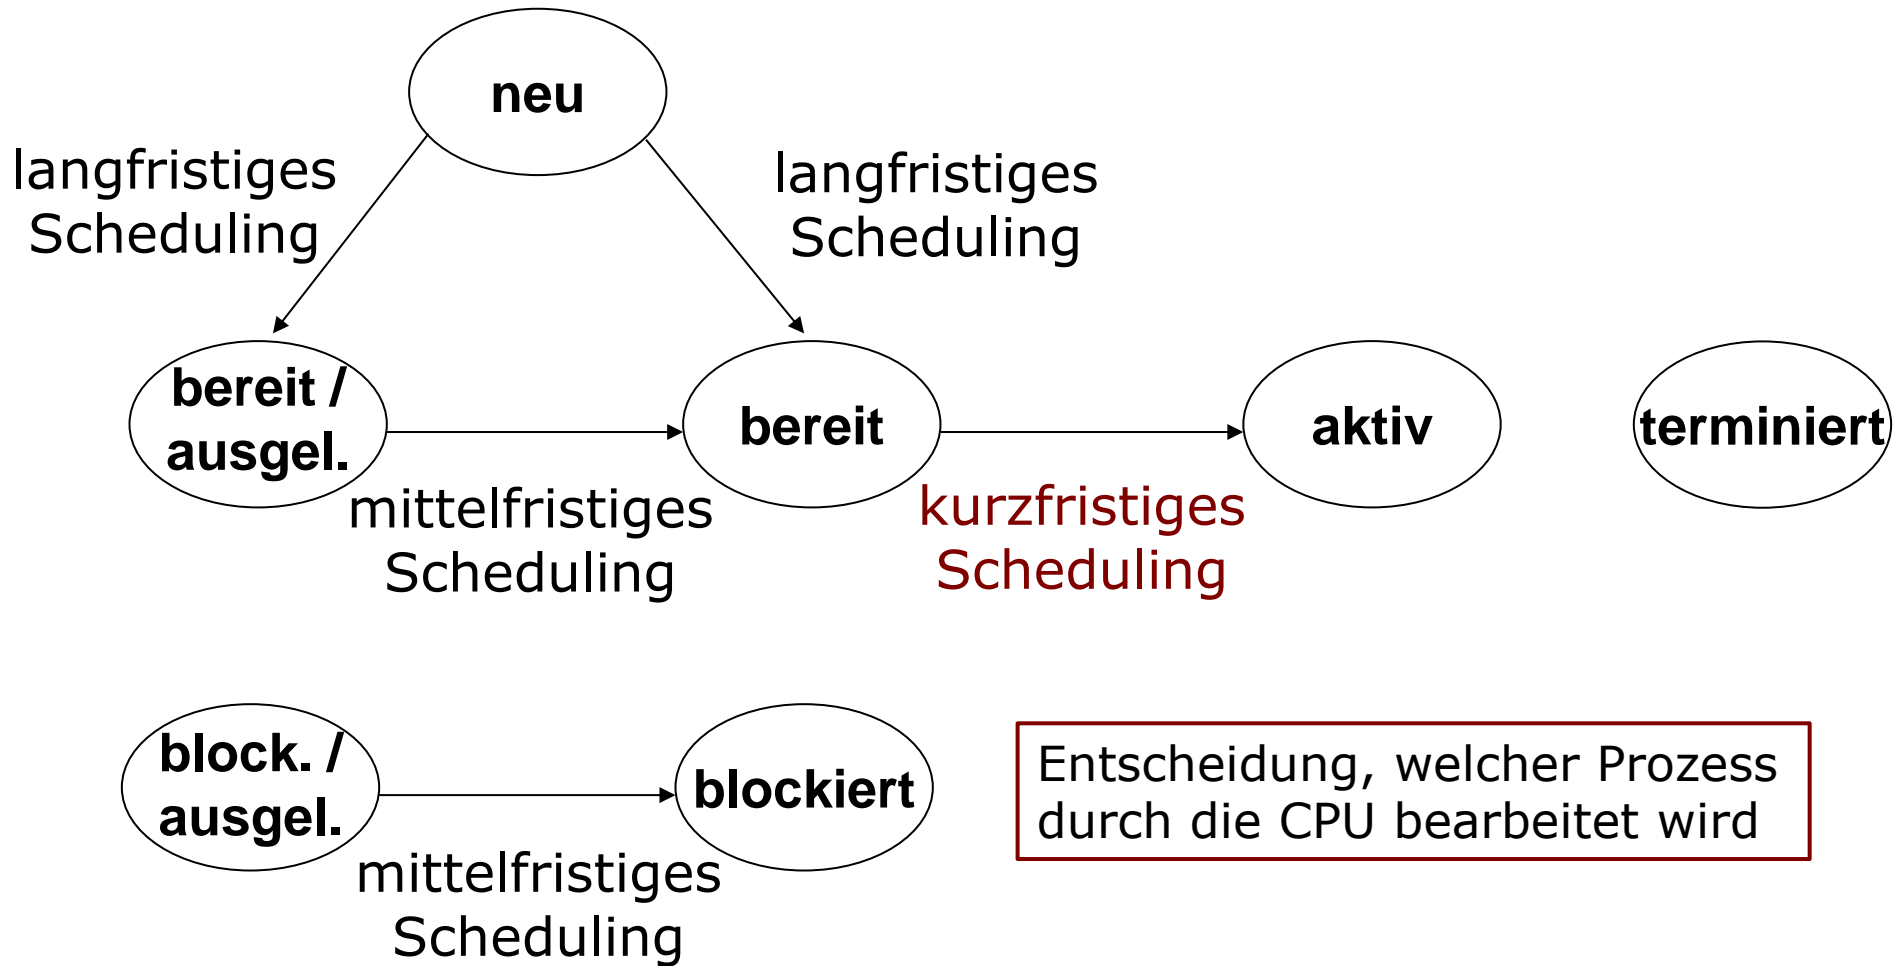 neu
langfristiges
Scheduling
langfristiges
Scheduling
bereit /
ausgel.
bereit
aktiv
terminiert
mittelfristiges
Scheduling
kurzfristiges
Scheduling
block. /
ausgel.
blockiert
Entscheidung, welcher Prozess
durch die CPU bearbeitet wird
mittelfristiges
Scheduling